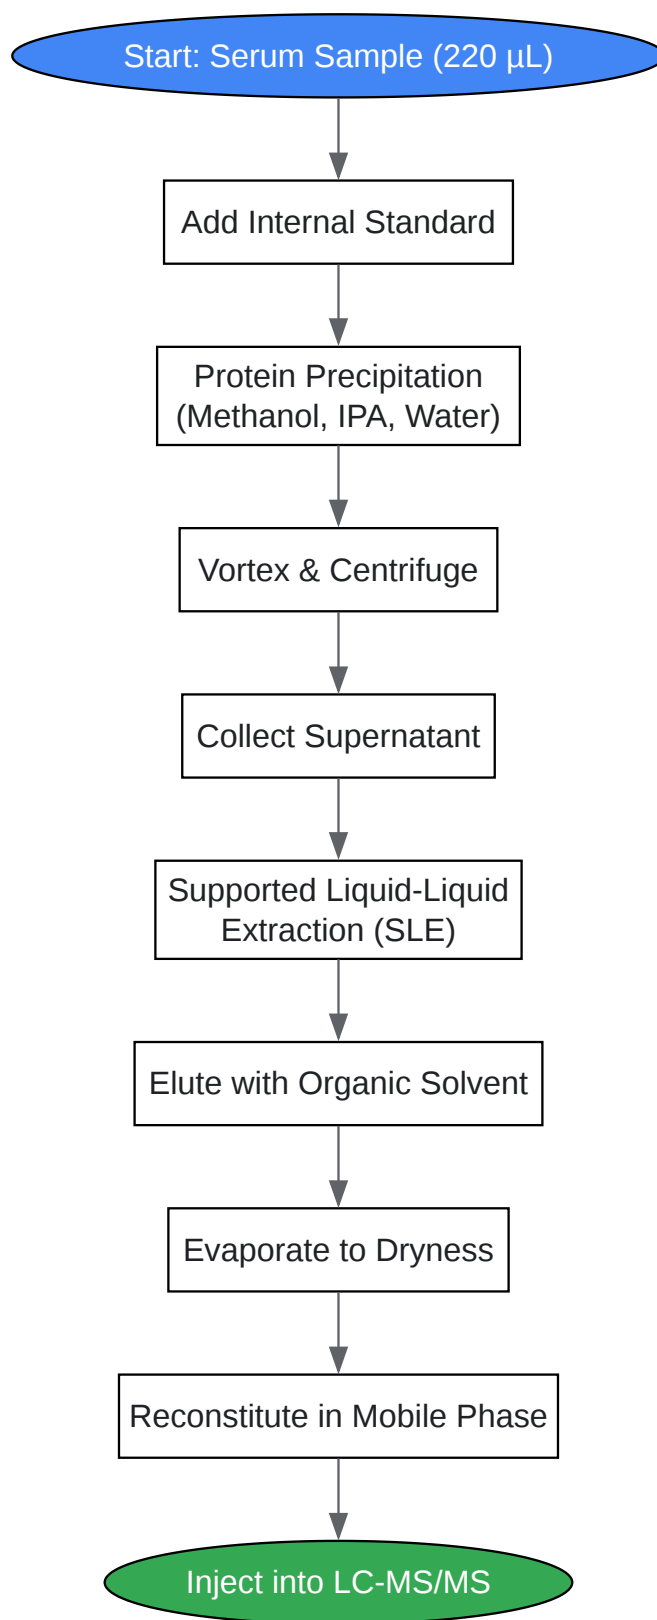 Start: Serum Sample (220 µL)
Add Internal Standard
Protein Precipitation
(Methanol, IPA, Water)
Vortex & Centrifuge
Collect Supernatant
Supported Liquid-Liquid
Extraction (SLE)
Elute with Organic Solvent
Evaporate to Dryness
Reconstitute in Mobile Phase
Inject into LC-MS/MS